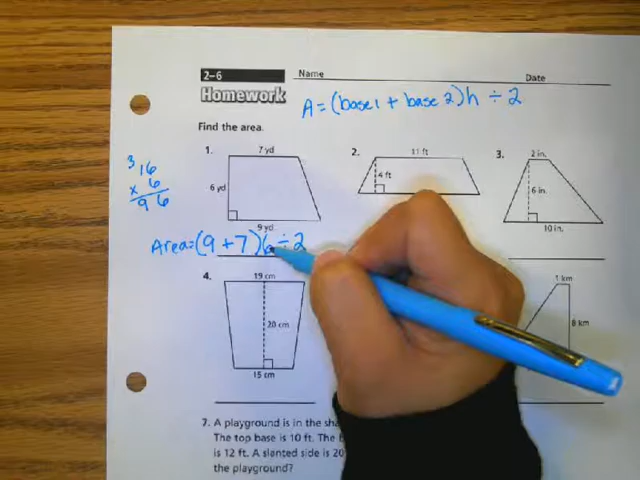 2-6
Name
Date
Homework
A = (base 1 + base 2) h ÷ 2
Find the area.
1.
7 yd
6 yd
9 yd
2.
11 ft
4 ft
3.
2 in.
6 in.
10 in.
3
16
x 6
96
Area = (9 + 7) 6 ÷ 2
4.
19 cm
20 cm
15 cm
1 km
8 km
7. A playground is in the sha
The top base is 10 ft. The
is 12 ft. A slanted side is 20
the playground?